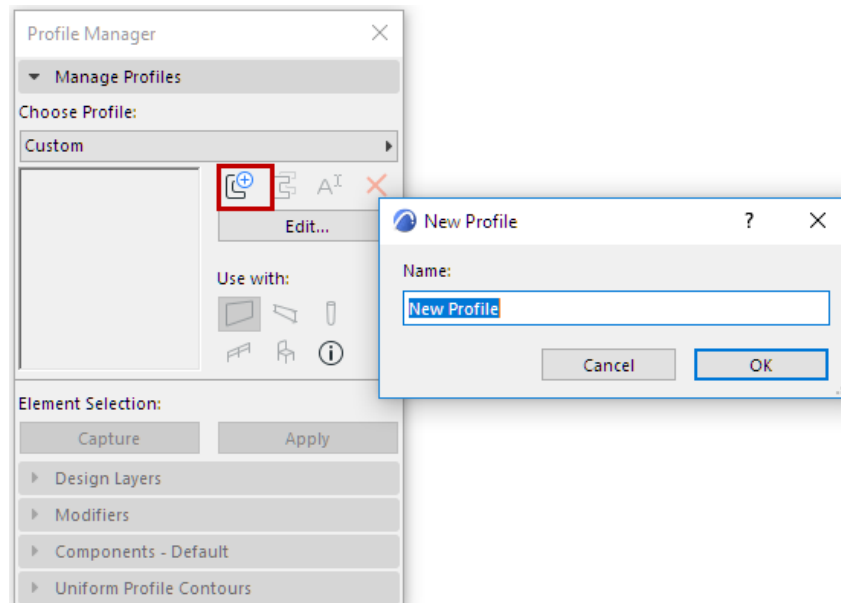 Profile Manager
Manage Profiles
Choose Profile:
Custom
Edit...
Use with:
Element Selection:
Capture
Apply
Design Layers
Modifiers
Components - Default
Uniform Profile Contours
New Profile
?
Name:
New Profile
Cancel
OK